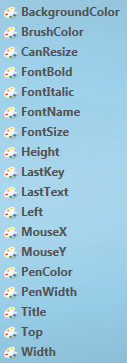 BackgroundColor
BrushColor
CanResize
FontBold
FontItalic
FontName
FontSize
Height
LastKey
LastText
Left
MouseX
MouseY
PenColor
PenWidth
Title
Top
Width